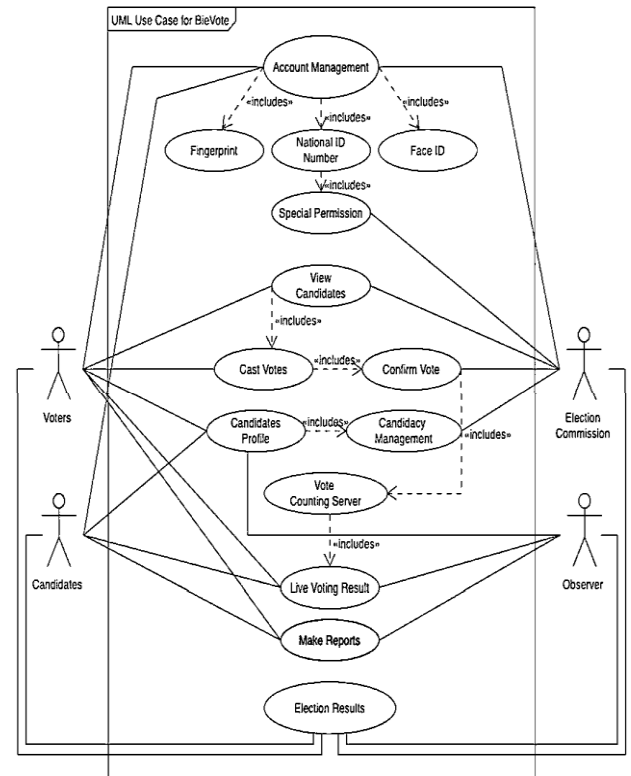 UML Use Case for BieVote
Account Management
«includes»
«includes»
«includes»
Fingerprint
National ID
Number
Face ID
«includes»
Special Permission
View
Candidates
«includes»
Cast Votes
«includes»
Confirm Vote
Voters
Election
Commission
Candidates
Profile
«includes»
Candidacy
Management
«includes»
Vote
Counting Server
«includes»
Candidates
Live Voting Result
Observer
Make Reports
Election Results